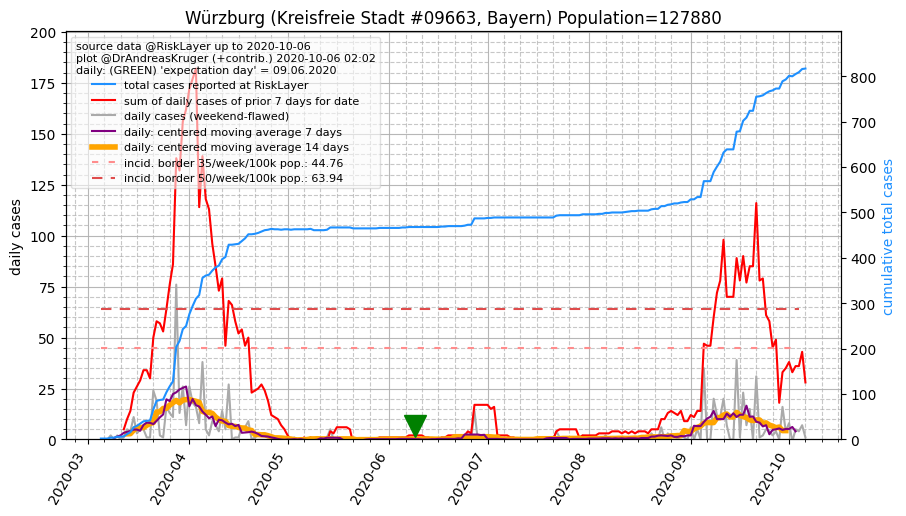 Würzburg (Kreisfreie Stadt #09663, Bayern) Population=127880
source data @RiskLayer up to 2020-10-06
plot @DrAndreasKruger (+contrib.) 2020-10-06 02:02
daily: (GREEN) 'expectation day' = 09.06.2020
total cases reported at RiskLayer
sum of daily cases of prior 7 days for date
daily cases (weekend-flawed)
daily: centered moving average 7 days
daily: centered moving average 14 days
incid. border 35/week/100k pop.: 44.76
incid. border 50/week/100k pop.: 63.94
daily cases
200
175
150
125
100
75
50
25
0
cumulative total cases
800
700
600
500
400
300
200
100
0
2020-03
2020-04
2020-05
2020-06
2020-07
2020-08
2020-09
2020-10